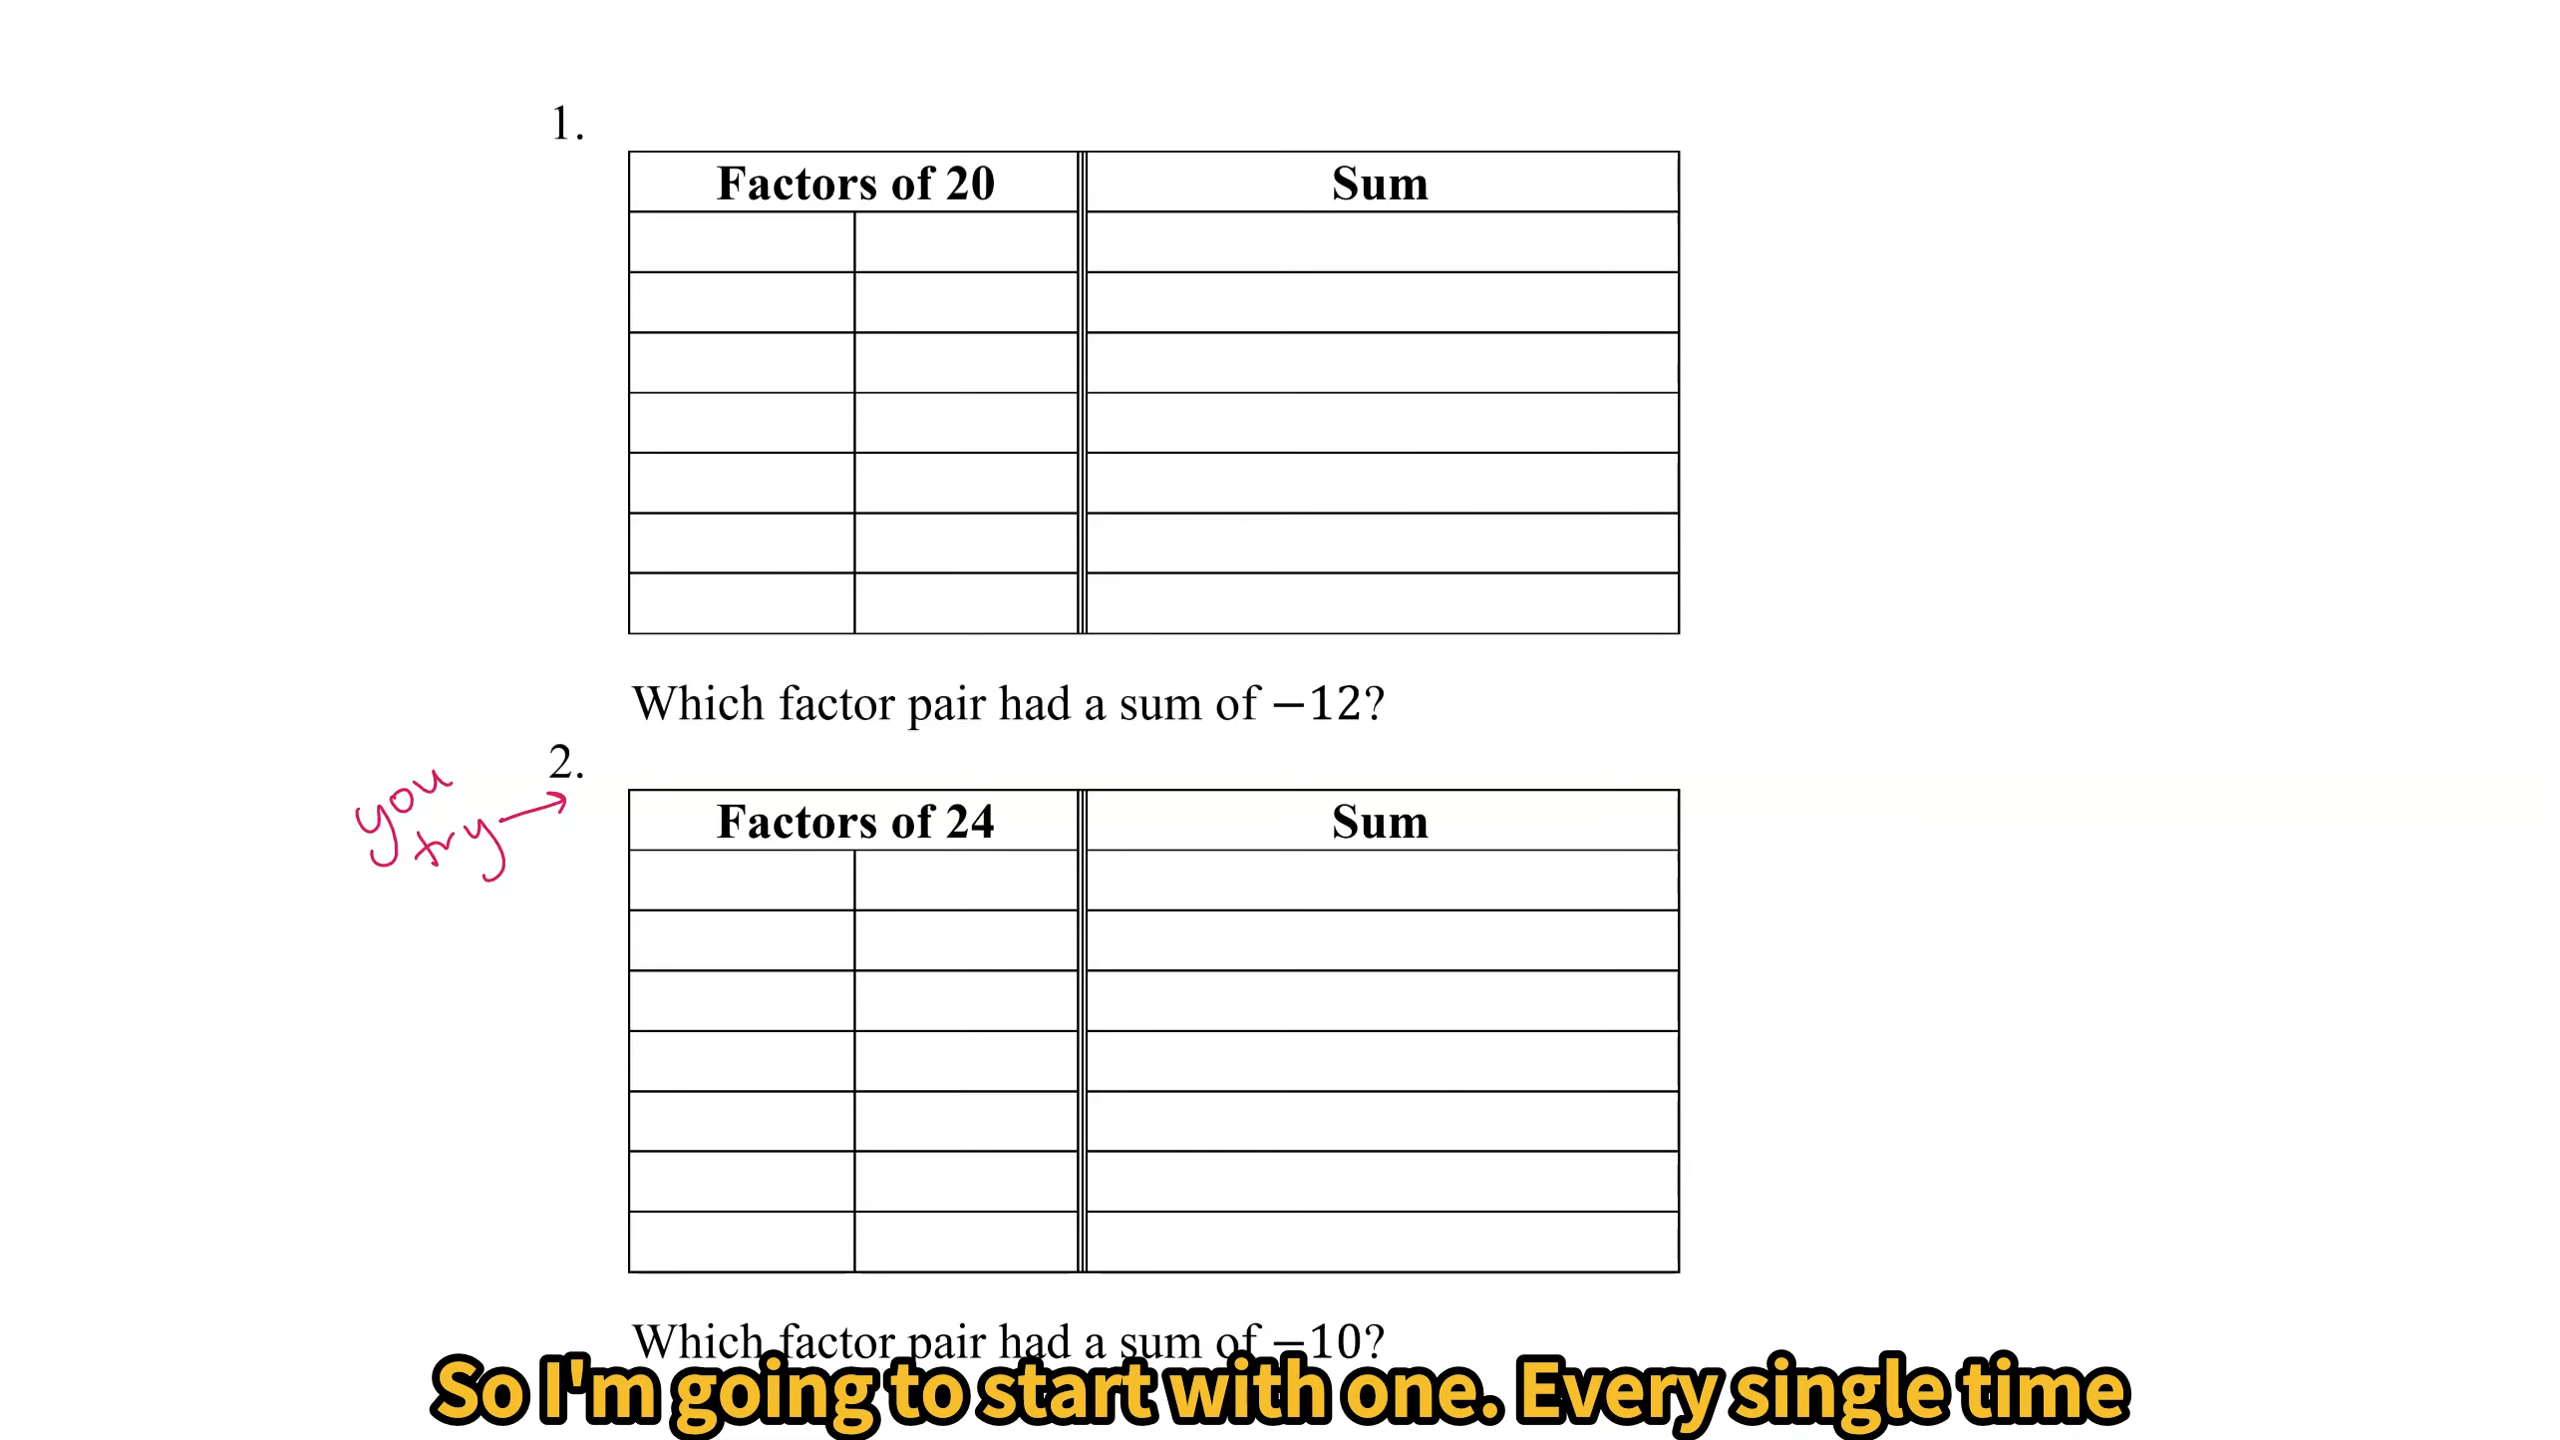 1.
Factors of 20 Sum
Which factor pair had a sum of −12?
2.
you
try
Factors of 24 Sum
Which factor pair had a sum of −10?
So I'm going to start with one. Every single time